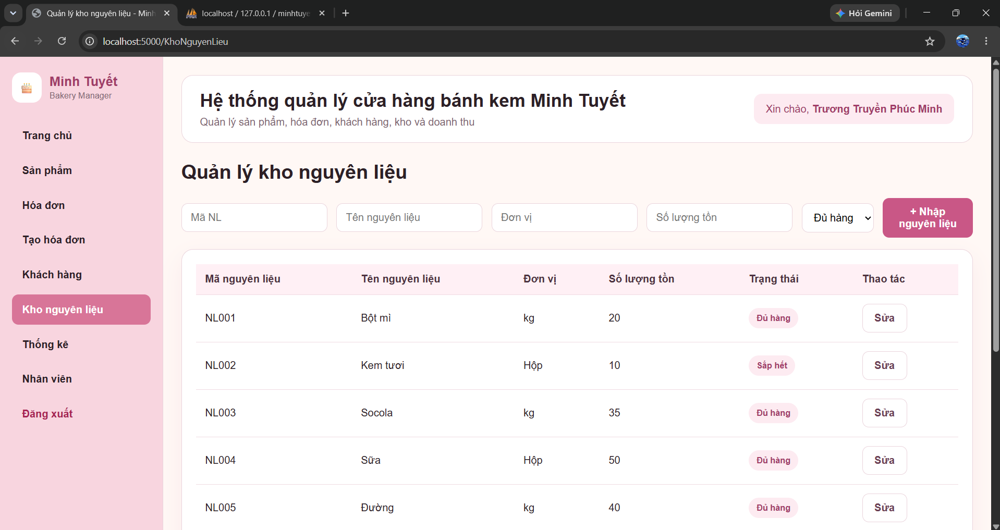 Quản lý kho nguyên liệu - Minh
localhost / 127.0.0.1 / minhtuye
Hỏi Gemini
localhost:5000/KhoNguyenLieu
Minh Tuyết
Bakery Manager
Trang chủ
Sản phẩm
Hóa đơn
Tạo hóa đơn
Khách hàng
Kho nguyên liệu
Thống kê
Nhân viên
Đăng xuất
Hệ thống quản lý cửa hàng bánh kem Minh Tuyết
Quản lý sản phẩm, hóa đơn, khách hàng, kho và doanh thu
Xin chào, Trương Truyền Phúc Minh
Quản lý kho nguyên liệu
Mã NL Tên nguyên liệu Đơn vị Số lượng tồn Đủ hàng
+ Nhập
nguyên liệu
Mã nguyên liệu Tên nguyên liệu Đơn vị Số lượng tồn Trạng thái Thao tác
NL001 Bột mì kg 20 Đủ hàng Sửa
NL002 Kem tươi Hộp 10 Sắp hết Sửa
NL003 Socola kg 35 Đủ hàng Sửa
NL004 Sữa Hộp 50 Đủ hàng Sửa
NL005 Đường kg 40 Đủ hàng Sửa